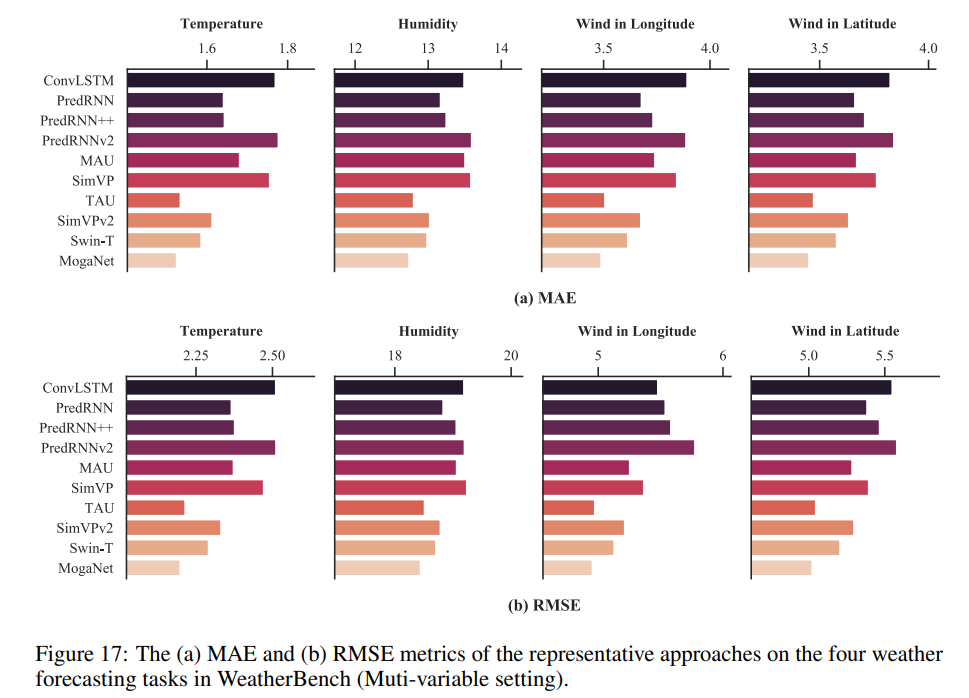 Temperature Humidity Wind in Longitude Wind in Latitude
1.6 1.8 12 13 14 3.5 4.0 3.5 4.0
ConvLSTM
PredRNN
PredRNN++
PredRNNv2
MAU
SimVP
TAU
SimVPv2
Swin-T
MogaNet
(a) MAE
Temperature Humidity Wind in Longitude Wind in Latitude
2.25 2.50 18 20 5 6 5.0 5.5
ConvLSTM
PredRNN
PredRNN++
PredRNNv2
MAU
SimVP
TAU
SimVPv2
Swin-T
MogaNet
(b) RMSE
Figure 17: The (a) MAE and (b) RMSE metrics of the representative approaches on the four weather
forecasting tasks in WeatherBench (Muti-variable setting).